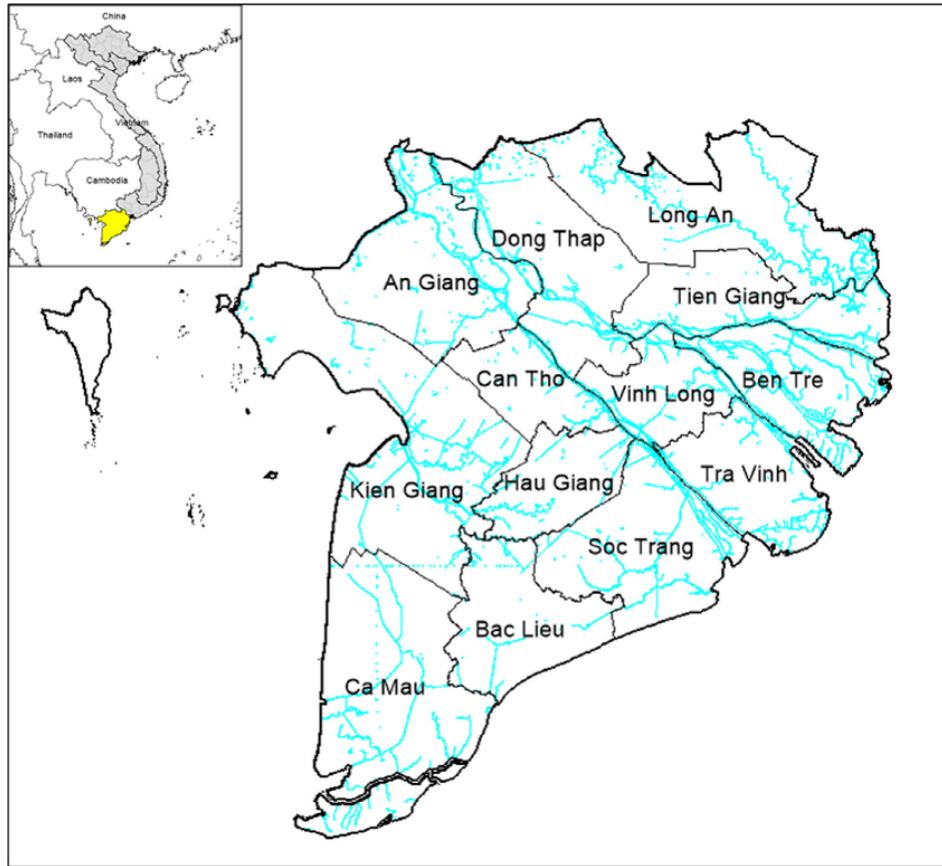 China
Laos
Vietnam
Thailand
Cambodia
Long An
Dong Thap
An Giang
Tien Giang
Can Tho
Vinh Long
Ben Tre
Kien Giang
Hau Giang
Tra Vinh
Soc Trang
Bac Lieu
Ca Mau